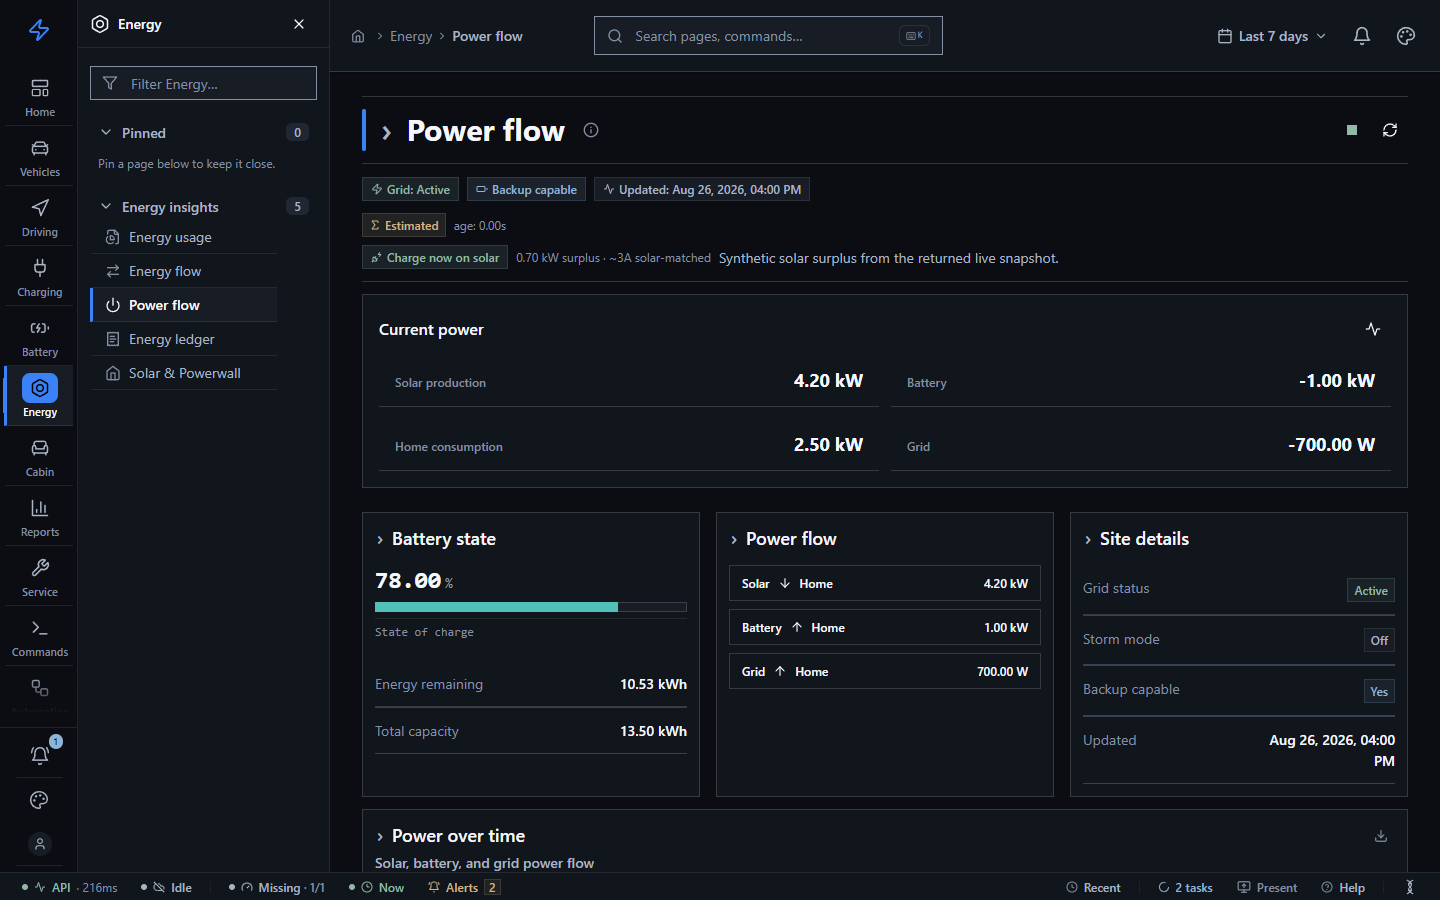 Energy
Energy
Power flow
Search pages, commands...
K
Last 7 days
Filter Energy...
Home
Vehicles
Driving
Charging
Battery
Energy
Cabin
Reports
Service
Commands
1
Pinned
0
Pin a page below to keep it close.
Energy insights
5
Energy usage
Energy flow
Power flow
Energy ledger
Solar & Powerwall
Power flow
Grid: Active
Backup capable
Updated: Aug 26, 2026, 04:00 PM
Estimated
age: 0.00s
Charge now on solar
0.70 kW surplus · ~3A solar-matched
Synthetic solar surplus from the returned live snapshot.
Current power
Solar production
4.20 kW
Battery
-1.00 kW
Home consumption
2.50 kW
Grid
-700.00 W
Battery state
78.00 %
State of charge
Energy remaining
10.53 kWh
Total capacity
13.50 kWh
Power flow
Solar ↓ Home
4.20 kW
Battery ↑ Home
1.00 kW
Grid ↑ Home
700.00 W
Site details
Grid status
Active
Storm mode
Off
Backup capable
Yes
Updated
Aug 26, 2026, 04:00
PM
Power over time
Solar, battery, and grid power flow
API · 216ms
Idle
Missing · 1/1
Now
Alerts 2
Recent
2 tasks
Present
Help